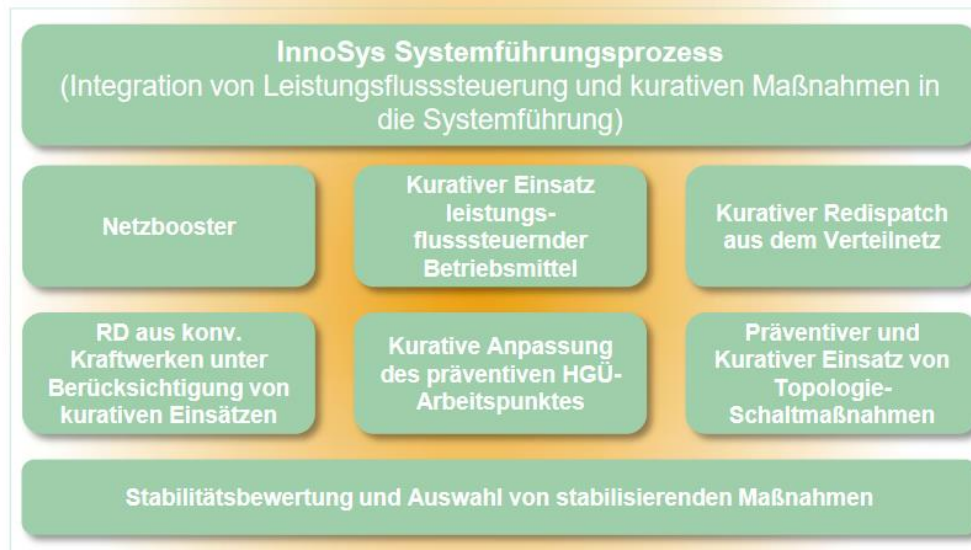 InnoSys Systemführungsprozess
(Integration von Leistungsflusssteuerung und kurativen Maßnahmen in
die Systemführung)
Netzbooster
Kurativer Einsatz
leistungs-
flusssteuernder
Betriebsmittel
Kurativer Redispatch
aus dem Verteilnetz
RD aus konv.
Kraftwerken unter
Berücksichtigung von
kurativen Einsätzen
Kurative Anpassung
des präventiven HGÜ-
Arbeitspunktes
Präventiver und
Kurativer Einsatz von
Topologie-
Schaltmaßnahmen
Stabilitätsbewertung und Auswahl von stabilisierenden Maßnahmen